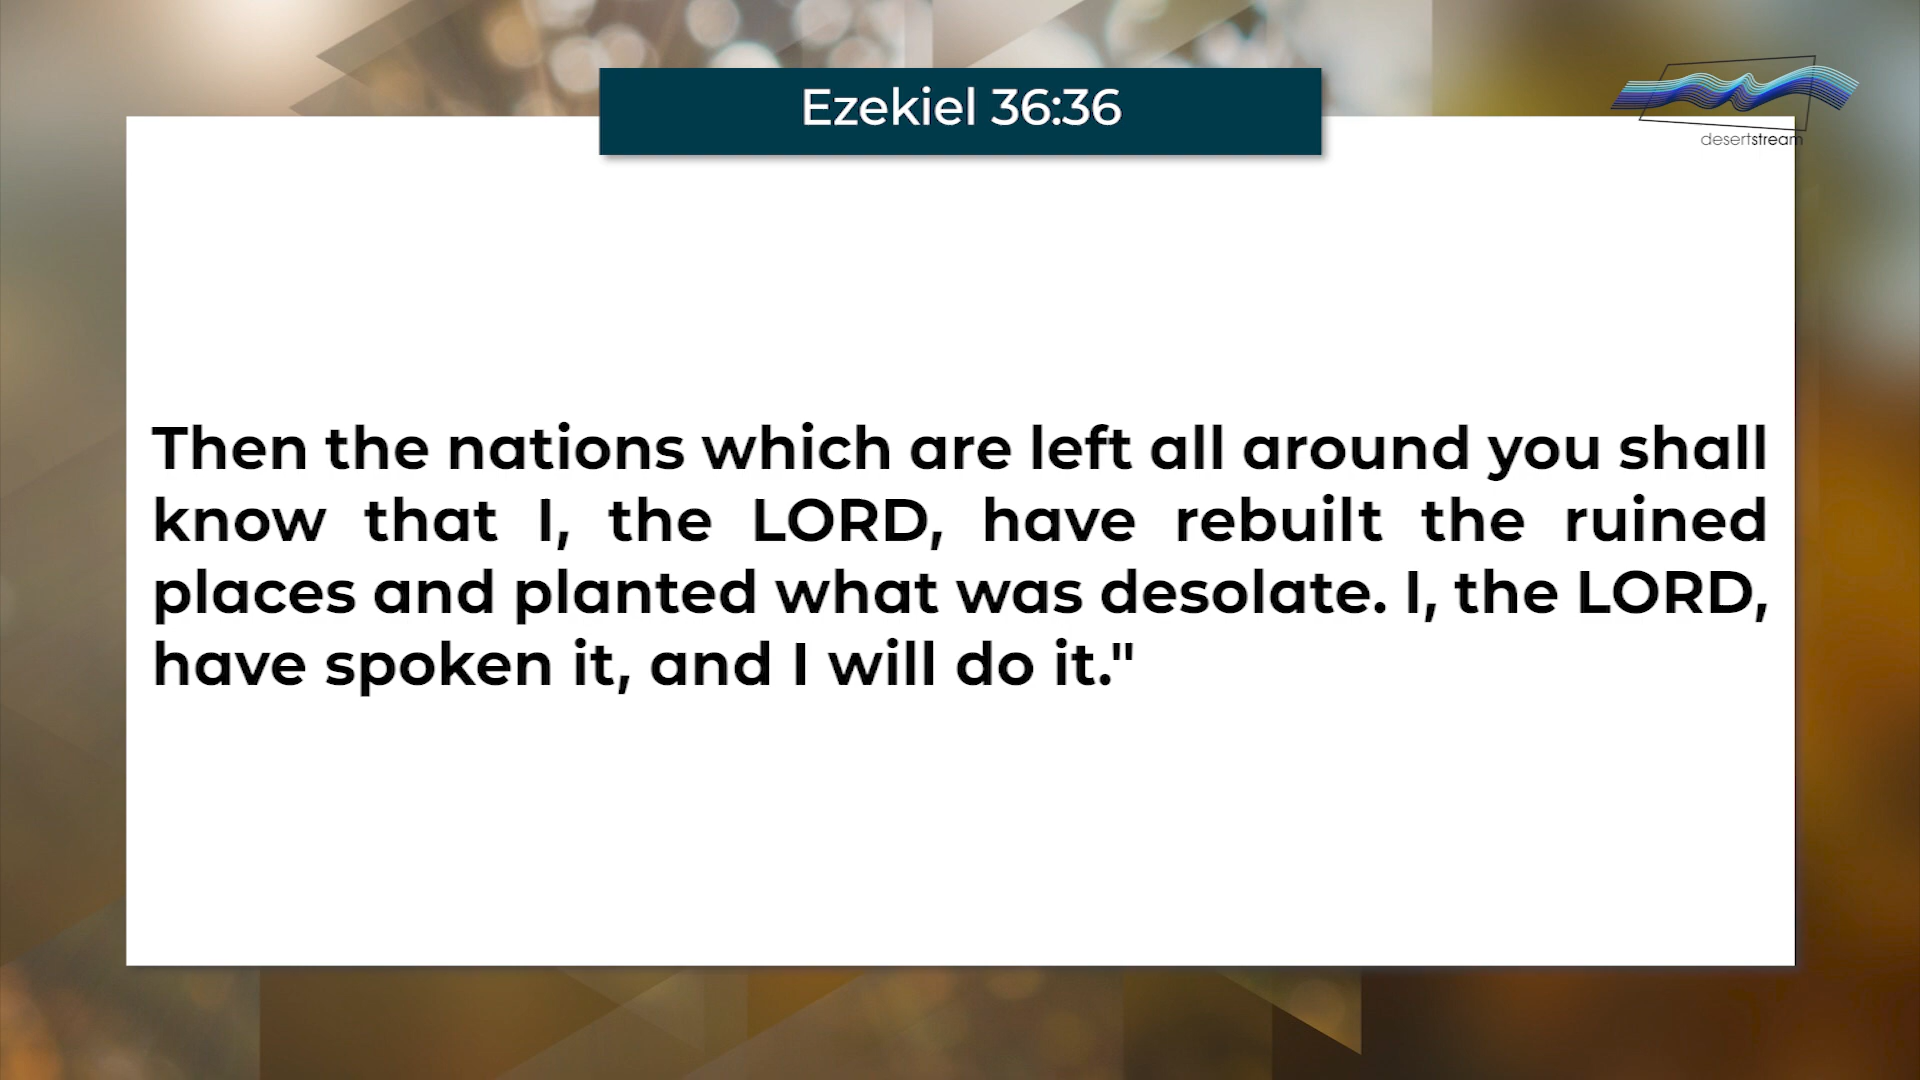 Ezekiel 36:36
desertstream
Then the nations which are left all around you shall
know that I, the LORD, have rebuilt the ruined
places and planted what was desolate. I, the LORD,
have spoken it, and I will do it."